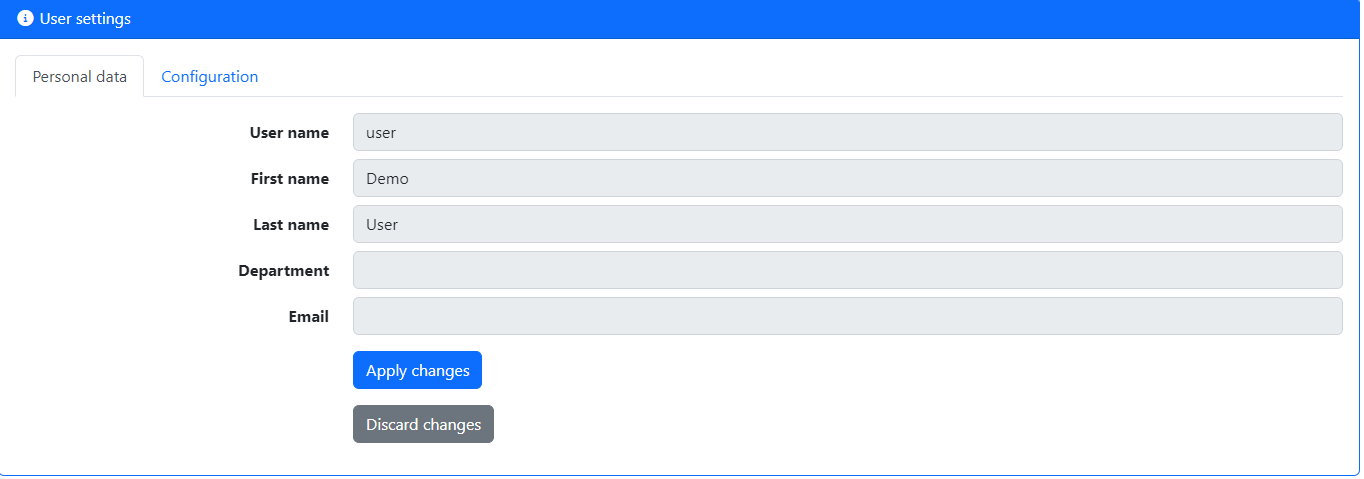 User settings
Personal data Configuration
User name user
First name Demo
Last name User
Department
Email
Apply changes
Discard changes